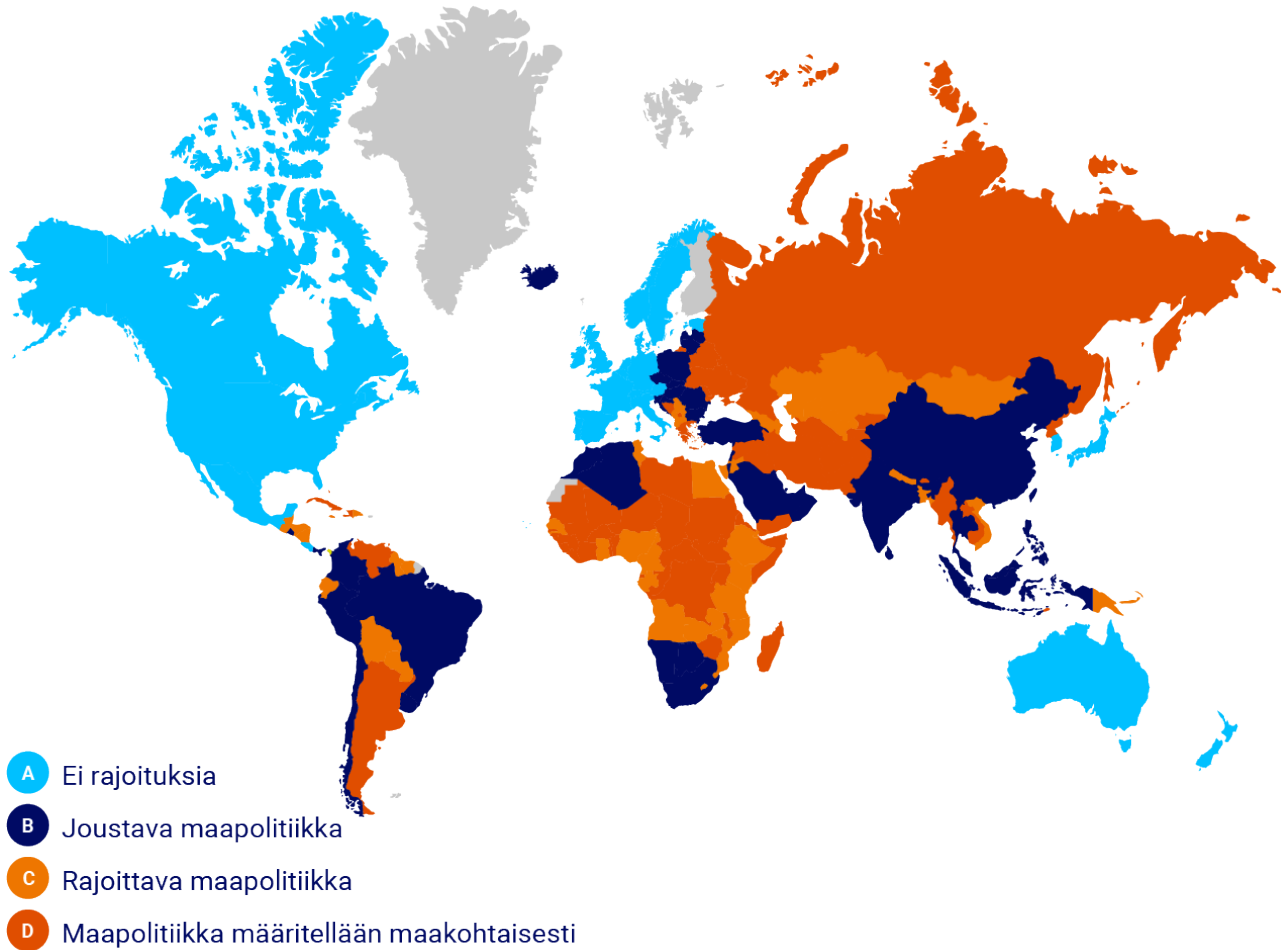 A Ei rajoituksia
B Joustava maapolitiikka
C Rajoittava maapolitiikka
D Maapolitiikka määritellään maakohtaisesti